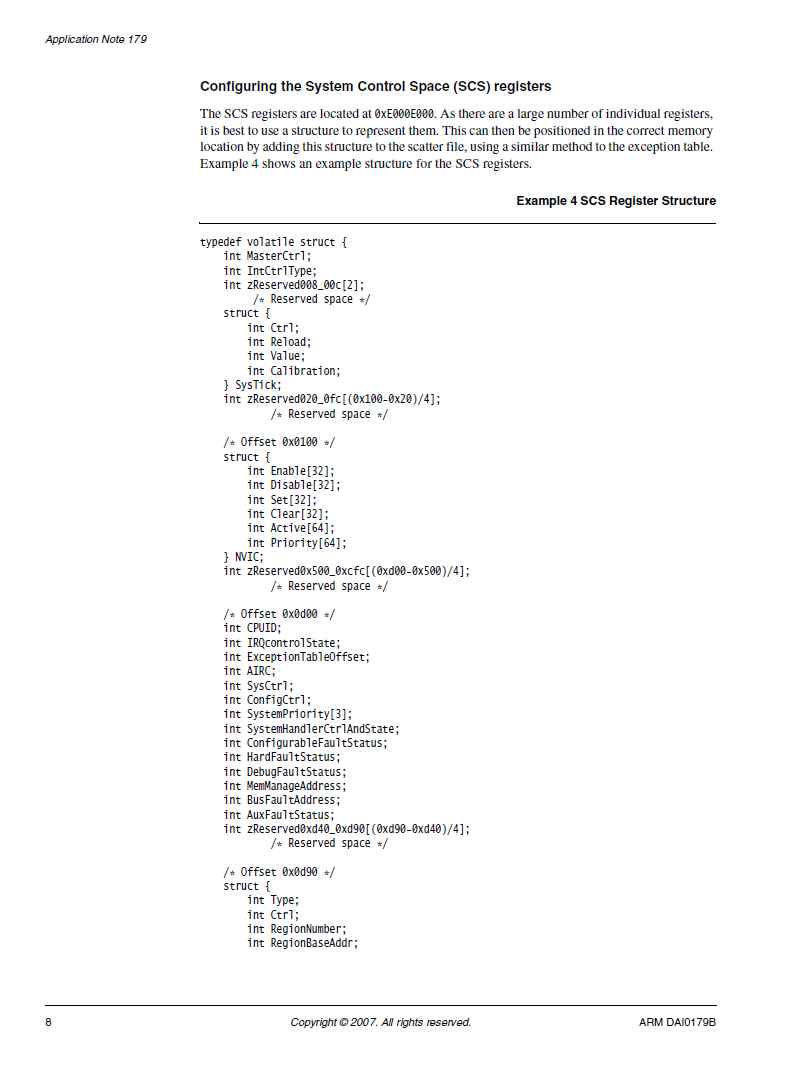 Application Note 179
Configuring the System Control Space (SCS) registers
The SCS registers are located at 0xE000E000. As there are a large number of individual registers,
it is best to use a structure to represent them. This can then be positioned in the correct memory
location by adding this structure to the scatter file, using a similar method to the exception table.
Example 4 shows an example structure for the SCS registers.
Example 4 SCS Register Structure
typedef volatile struct {
    int MasterCtrl;
    int IntCtrlType;
    int zReserved008_00c[2];
        /* Reserved space */
    struct {
        int Ctrl;
        int Reload;
        int Value;
        int Calibration;
    } SysTick;
    int zReserved020_0fc[(0x100-0x20)/4];
        /* Reserved space */
    /* Offset 0x0100 */
    struct {
        int Enable[32];
        int Disable[32];
        int Set[32];
        int Clear[32];
        int Active[64];
        int Priority[64];
    } NVIC;
    int zReserved0x500_0xcfc[(0xd00-0x500)/4];
        /* Reserved space */
    /* Offset 0x0d00 */
    int CPUID;
    int IRQcontrolState;
    int ExceptionTableOffset;
    int AIRC;
    int SysCtrl;
    int ConfigCtrl;
    int SystemPriority[3];
    int SystemHandlerCtrlAndState;
    int ConfigurableFaultStatus;
    int HardFaultStatus;
    int DebugFaultStatus;
    int MemManageAddress;
    int BusFaultAddress;
    int AuxFaultStatus;
    int zReserved0xd40_0xd90[(0xd90-0xd40)/4];
        /* Reserved space */
    /* Offset 0x0d90 */
    struct {
        int Type;
        int Ctrl;
        int RegionNumber;
        int RegionBaseAddr;
8 Copyright © 2007. All rights reserved. ARM DAI0179B